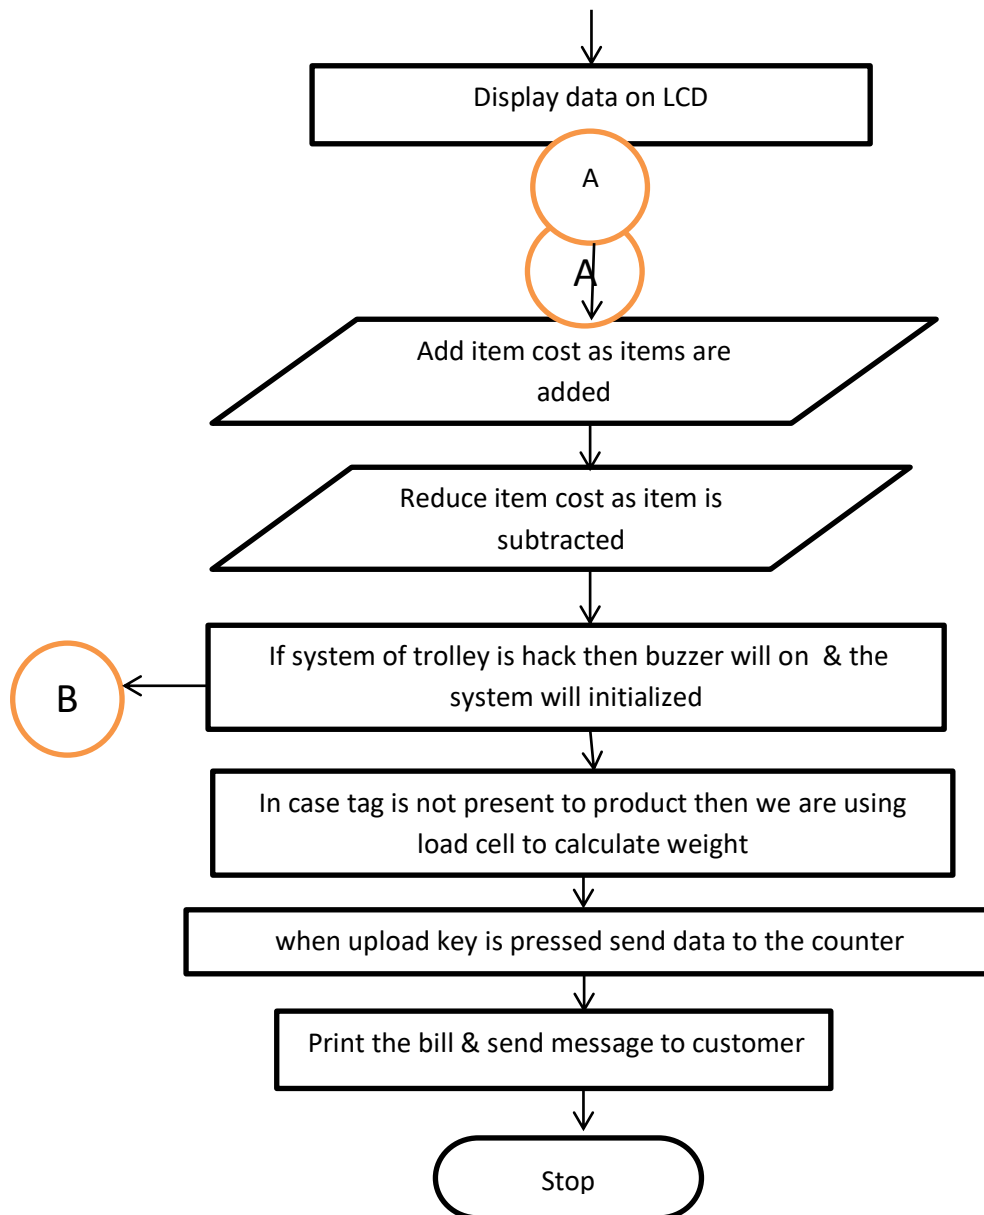 Display data on LCD
A
A
Add item cost as items are
added
Reduce item cost as item is
subtracted
If system of trolley is hack then buzzer will on  & the
system will initialized
B
In case tag is not present to product then we are using
load cell to calculate weight
when upload key is pressed send data to the counter
Print the bill & send message to customer
Stop